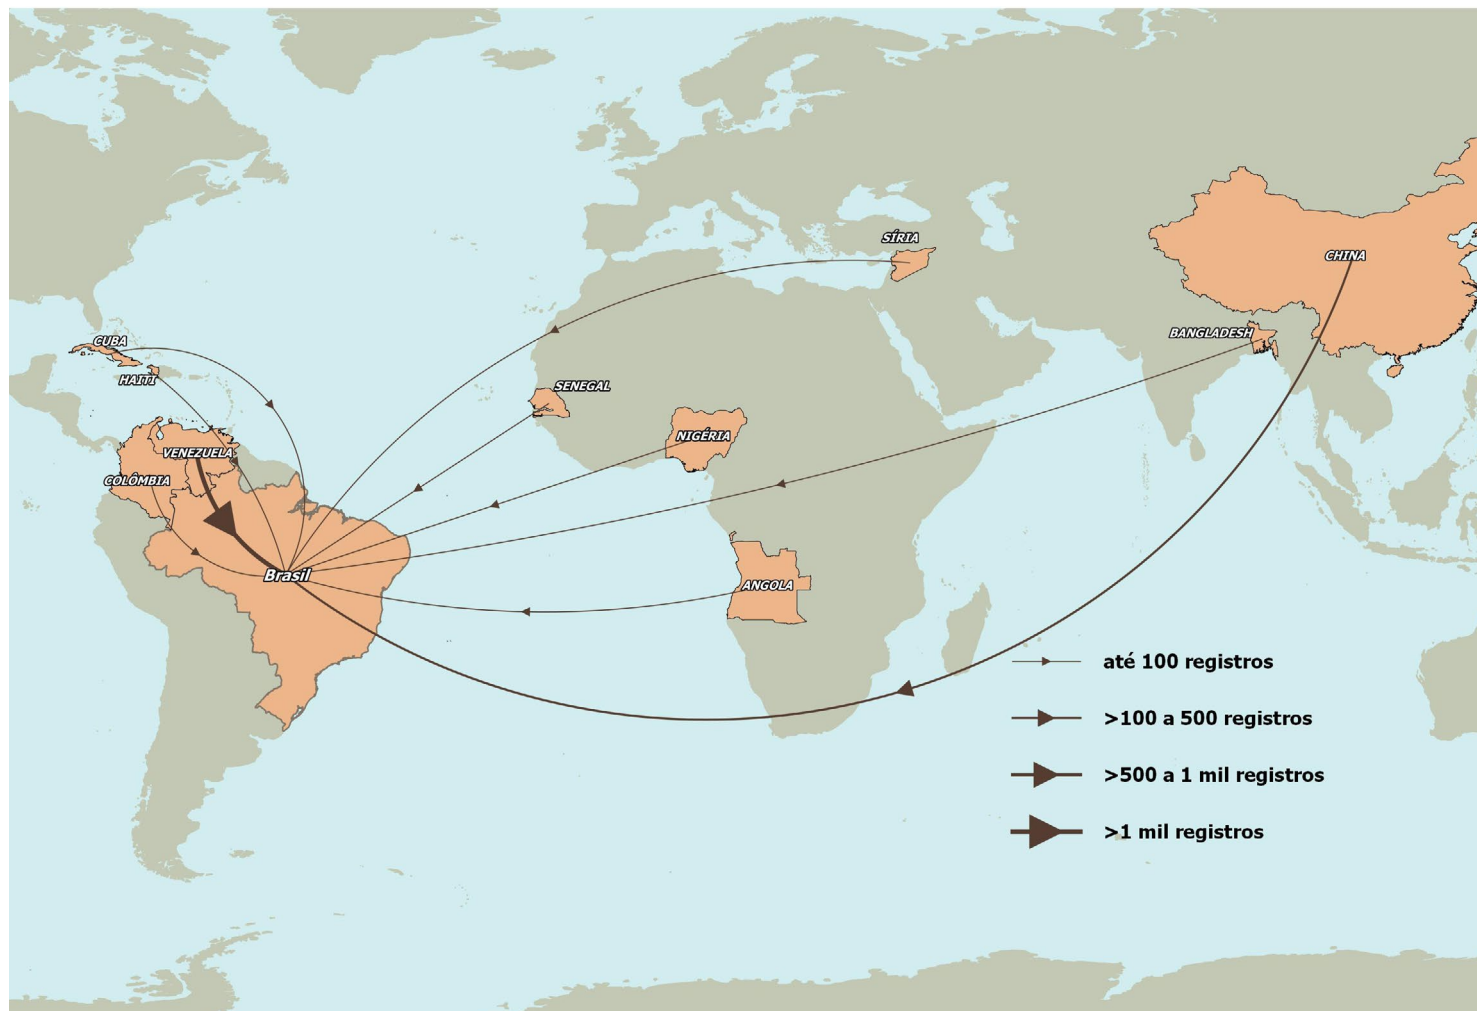 SÍRIA
CHINA
BANGLADESH
CUBA
HAITI
SENEGAL
NIGÉRIA
VENEZUELA
COLÔMBIA
Brasil
ANGOLA
até 100 registros
>100 a 500 registros
>500 a 1 mil registros
>1 mil registros